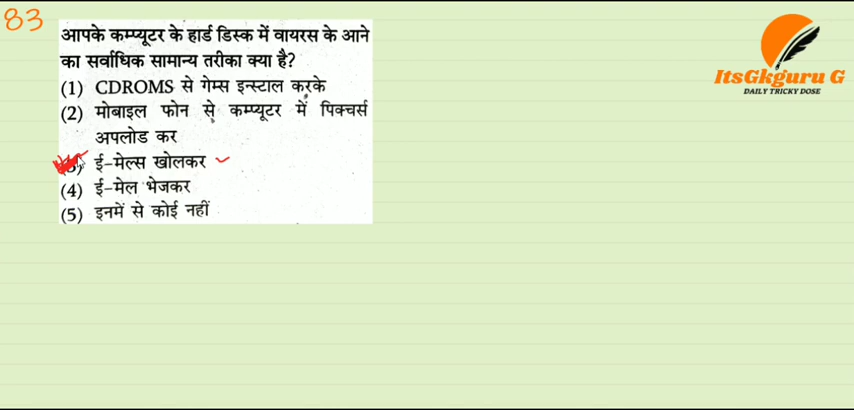 83
आपके कम्प्यूटर के हार्ड डिस्क में वायरस के आने
का सर्वाधिक सामान्य तरीका क्या है?
(1) CDROMS से गेम्स इन्स्टाल करके
(2) मोबाइल फोन से कम्प्यूटर में पिक्चर्स
अपलोड कर
ई-मेल्स खोलकर
(4) ई-मेल भेजकर
(5) इनमें से कोई नहीं
ItsGkguru G
DAILY TRICKY DOSE